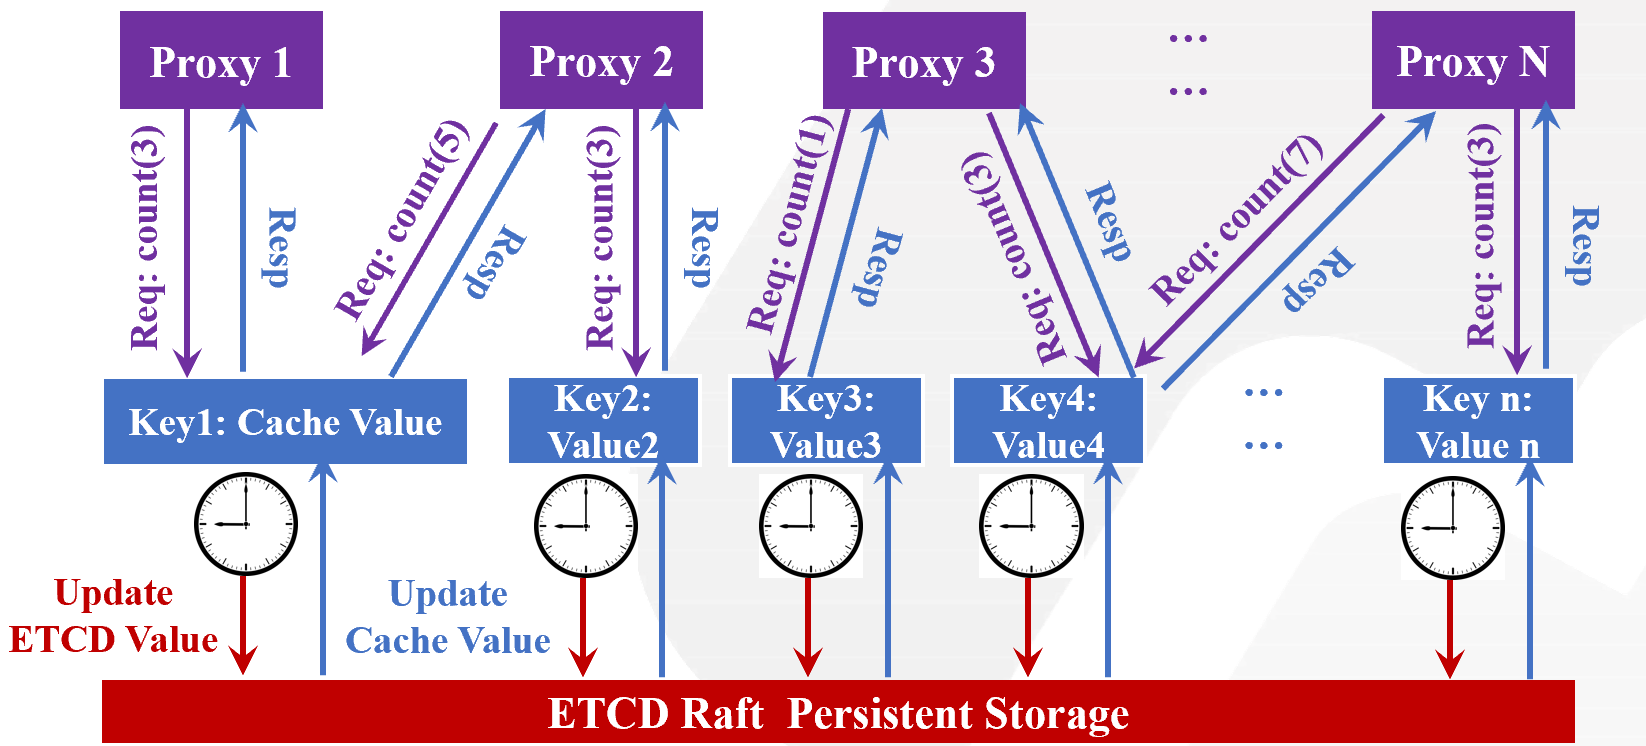 Proxy 1
Proxy 2
Proxy 3
...
...
Proxy N
Req: count(3)
Resp
Req: count(5)
Resp
Req: count(3)
Resp
Req: count(1)
Resp
Req: count(3)
Resp
Req: count(7)
Resp
Req: count(3)
Resp
Key1: Cache Value
Key2:
Value2
Key3:
Value3
Key4:
Value4
...
...
Key n:
Value n
Update
ETCD Value
Update
Cache Value
ETCD Raft  Persistent Storage